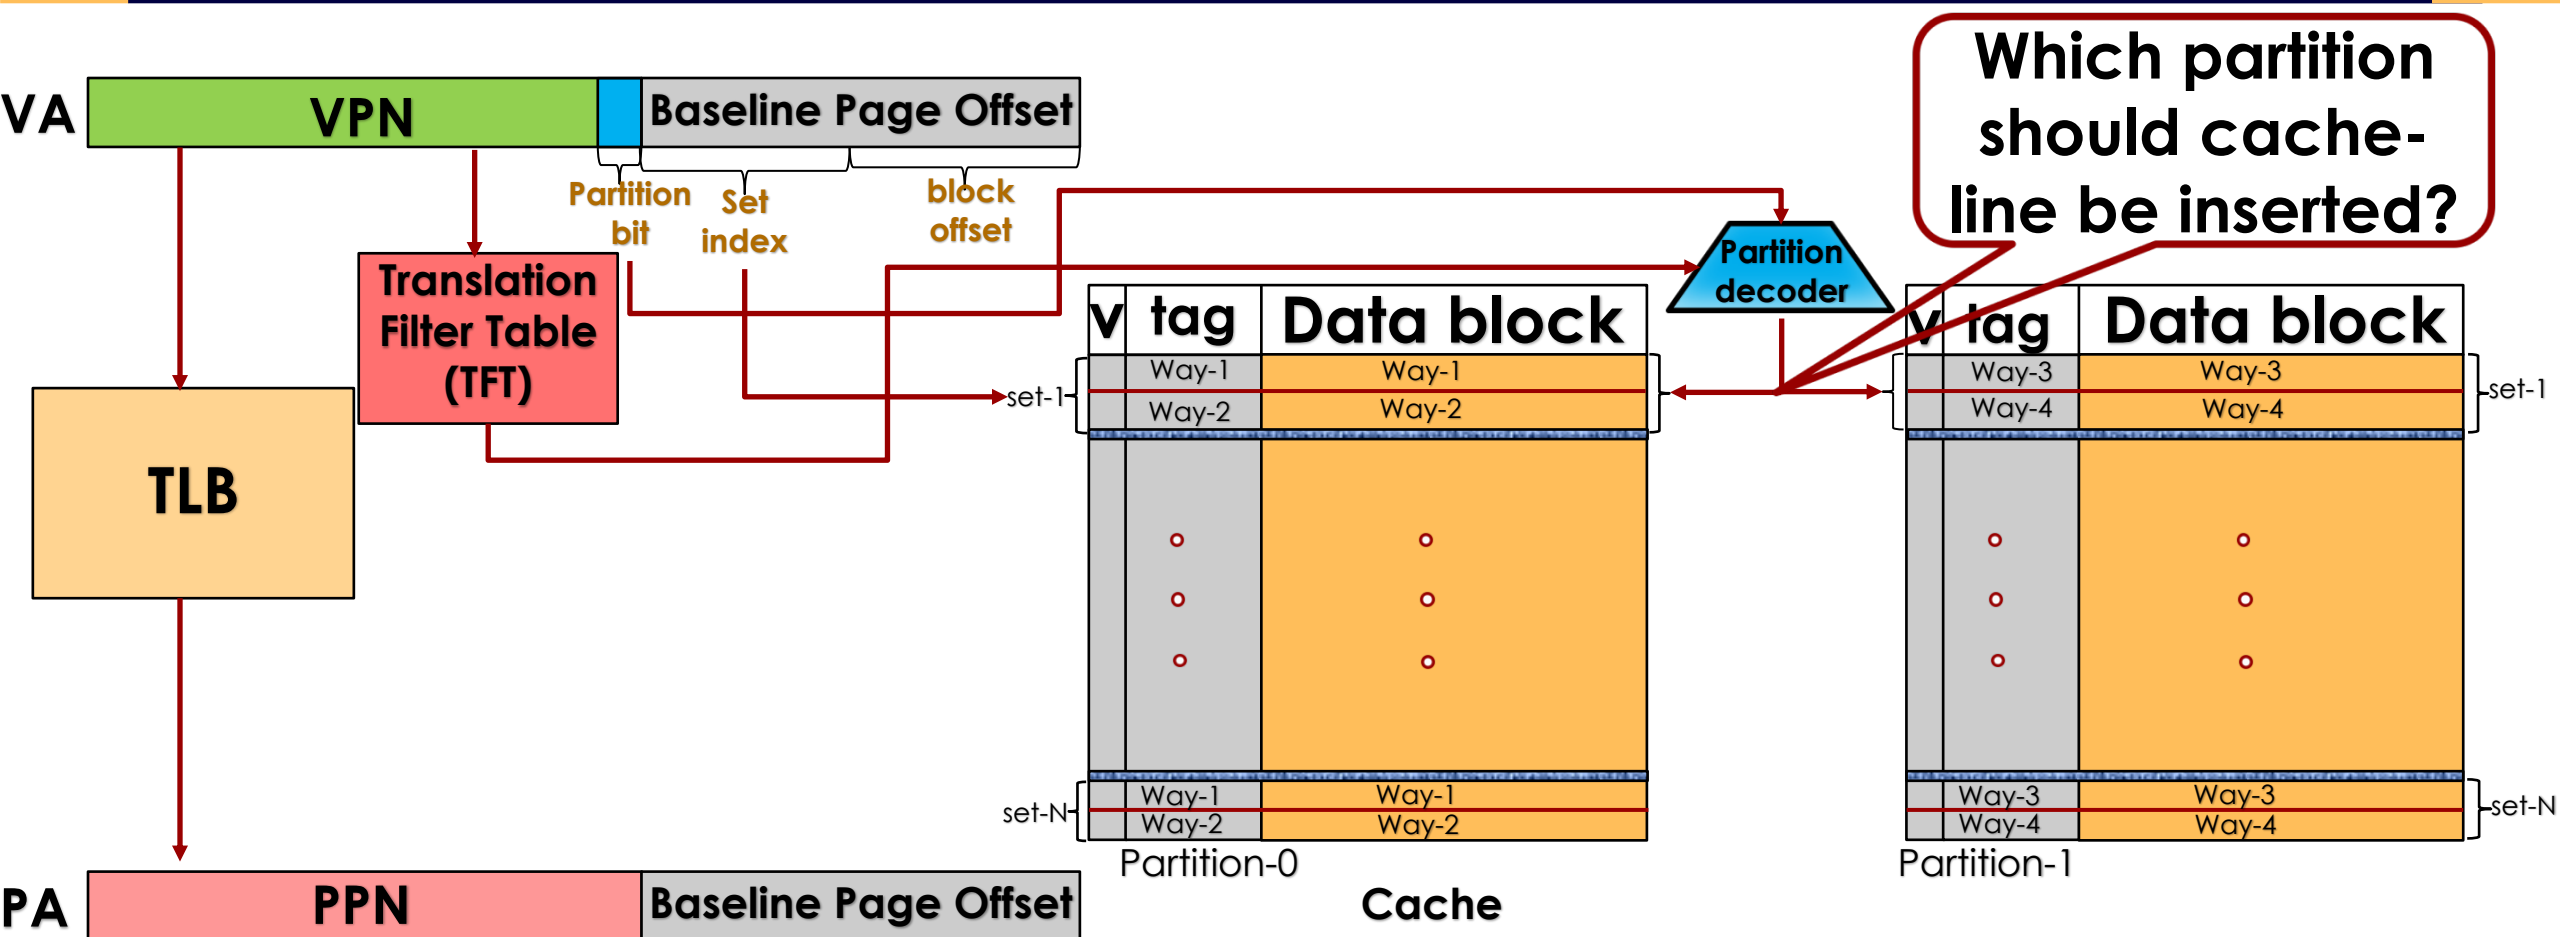 Which partition
should cache-
line be inserted?
VA
VPN
Baseline Page Offset
Partition
bit
Set
index
block
offset
Translation
Filter Table
(TFT)
Partition
decoder
TLB
v tag Data block
set-1
Way-1 Way-1
Way-2 Way-2
set-N
Way-1 Way-1
Way-2 Way-2
Partition-0
v tag Data block
Way-3 Way-3
Way-4 Way-4
set-1
Way-3 Way-3
Way-4 Way-4
set-N
Partition-1
Cache
PA
PPN
Baseline Page Offset